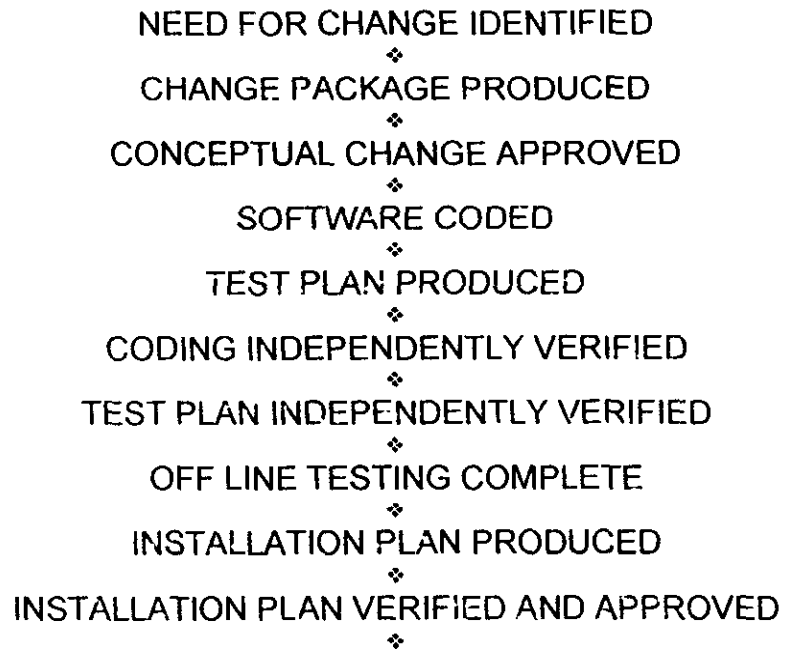 NEED FOR CHANGE IDENTIFIED
❖
CHANGE PACKAGE PRODUCED
❖
CONCEPTUAL CHANGE APPROVED
❖
SOFTWARE CODED
❖
TEST PLAN PRODUCED
❖
CODING INDEPENDENTLY VERIFIED
❖
TEST PLAN INDEPENDENTLY VERIFIED
❖
OFF LINE TESTING COMPLETE
❖
INSTALLATION PLAN PRODUCED
❖
INSTALLATION PLAN VERIFIED AND APPROVED
❖